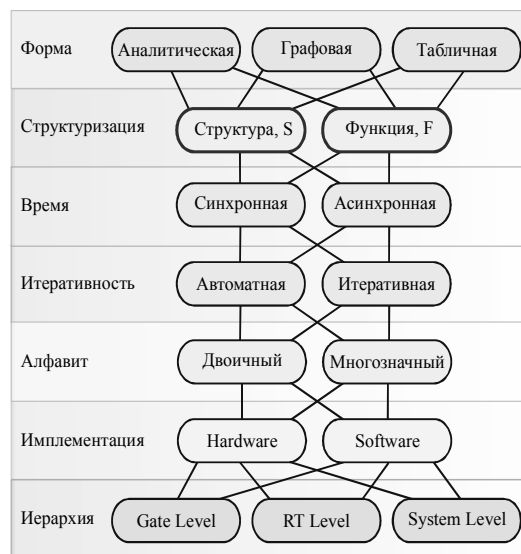 Форма
Аналитическая
Графовая
Табличная
Структуризация
Структура, S
Функция, F
Время
Синхронная
Асинхронная
Итеративность
Автоматная
Итеративная
Алфавит
Двоичный
Многозначный
Имплементация
Hardware
Software
Иерархия
Gate Level
RT Level
System Level